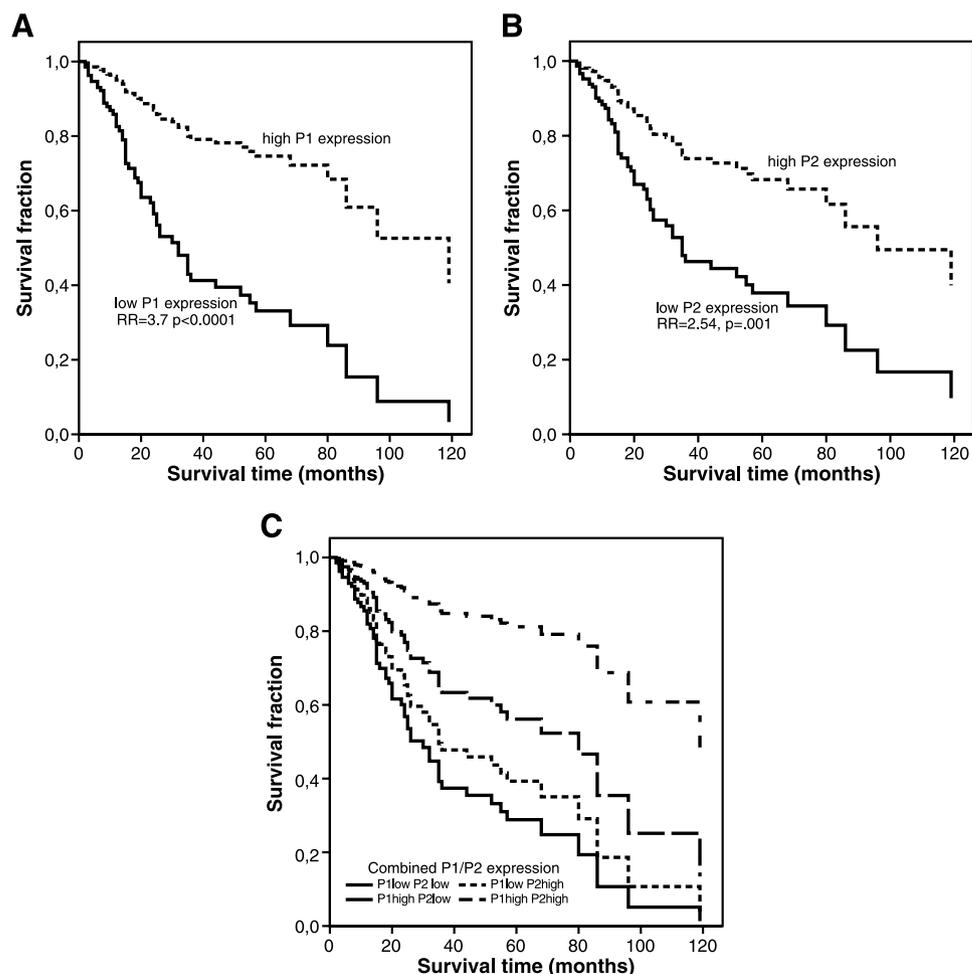 A
Survival fraction
1,0
0,8
0,6
0,4
0,2
0,0
high P1 expression
low P1 expression
RR=3.7 p<0.0001
0 20 40 60 80 100 120
Survival time (months)
B
Survival fraction
1,0
0,8
0,6
0,4
0,2
0,0
high P2 expression
low P2 expression
RR=2.54, p=.001
0 20 40 60 80 100 120
Survival time (months)
C
Survival fraction
1,0
0,8
0,6
0,4
0,2
0,0
Combined P1/P2 expression
P1low P2 low P1low P2high
P1high P2low P1high P2high
0 20 40 60 80 100 120
Survival time (months)